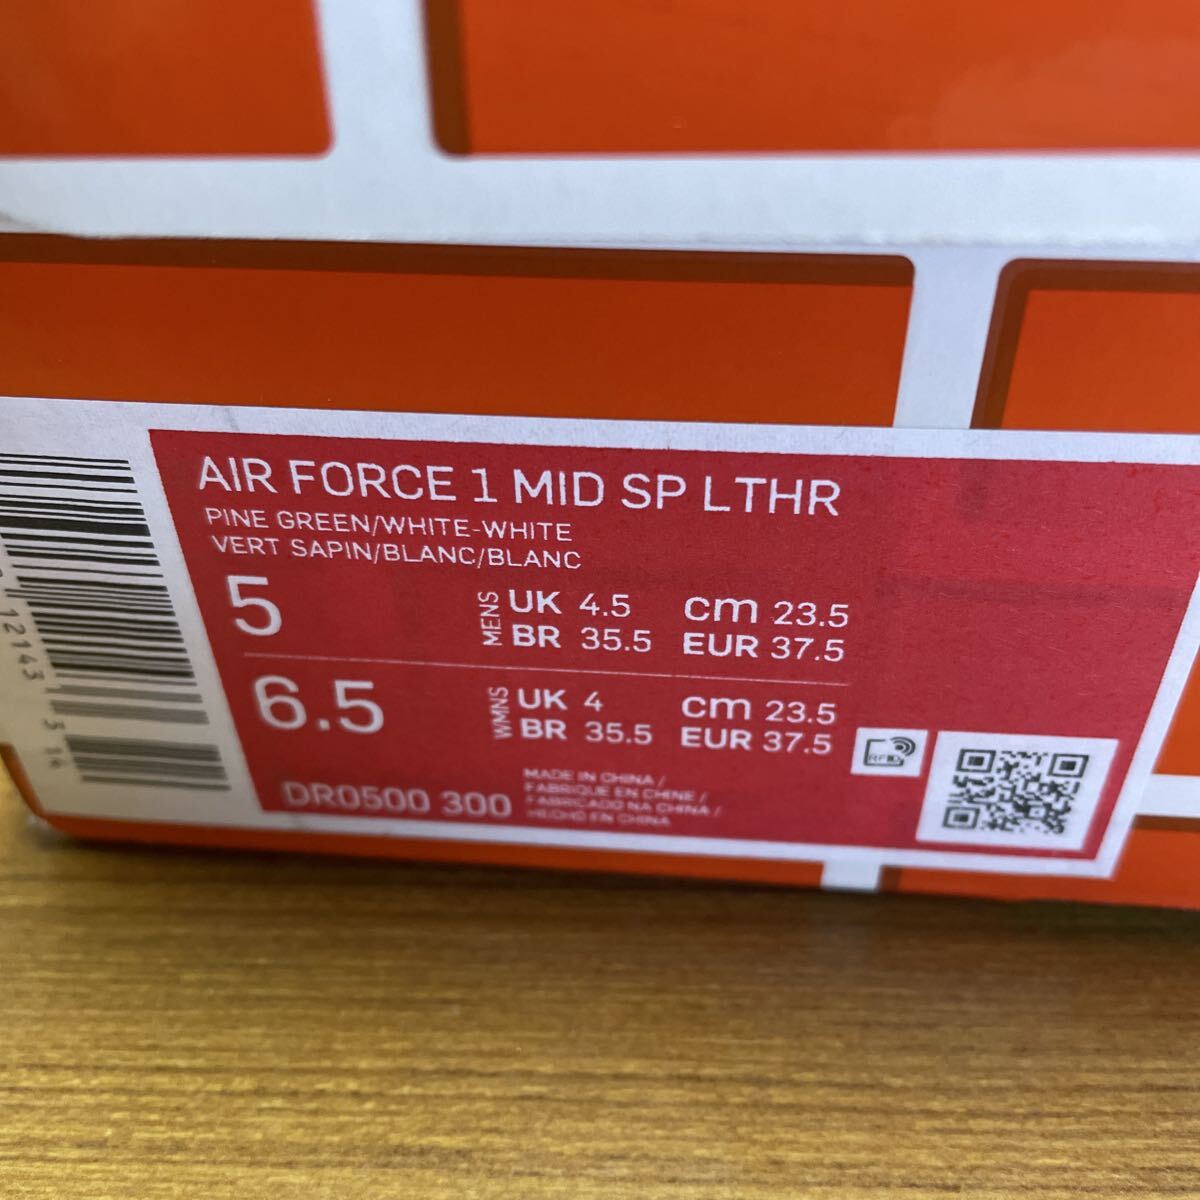 AIR FORCE 1 MID SP LTHR
PINE GREEN/WHITE-WHITE
VERT SAPIN/BLANC/BLANC
5
MENS
UK 4.5 cm 23.5
BR 35.5 EUR 37.5
6.5
WMNS
UK 4 cm 23.5
BR 35.5 EUR 37.5
DR0500 300
MADE IN CHINA /
FABRIQUE EN CHINE /
FABRICADO NA CHINA /
HECHO EN CHINA
RFID
12143